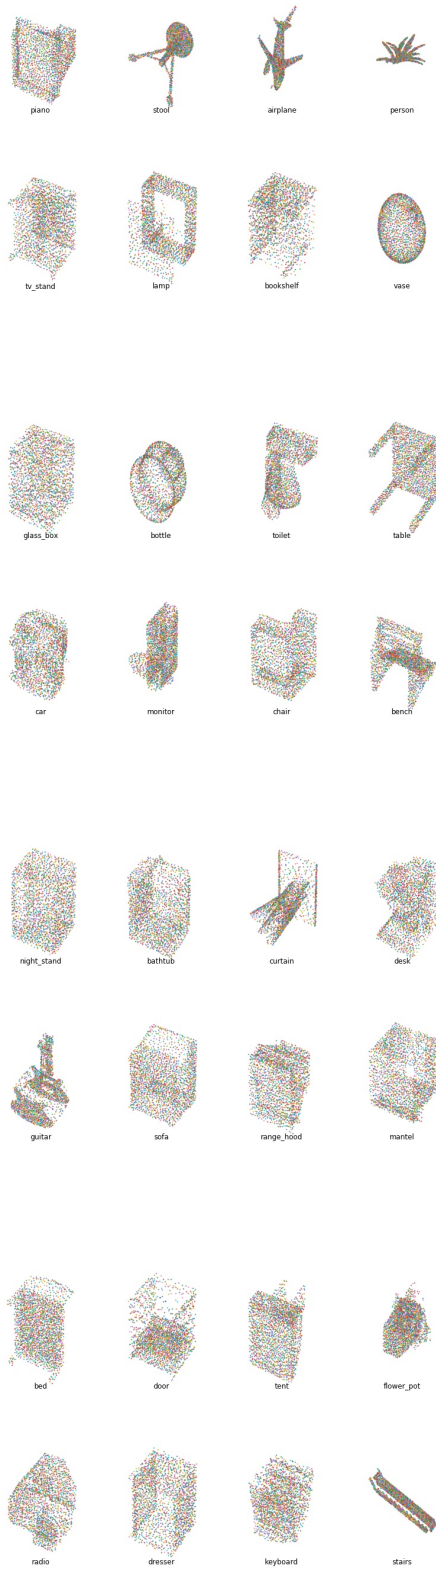 piano stool airplane person
tv_stand lamp bookshelf vase
glass_box bottle toilet table
car monitor chair bench
night_stand bathtub curtain desk
guitar sofa range_hood mantel
bed door tent flower_pot
radio dresser keyboard stairs